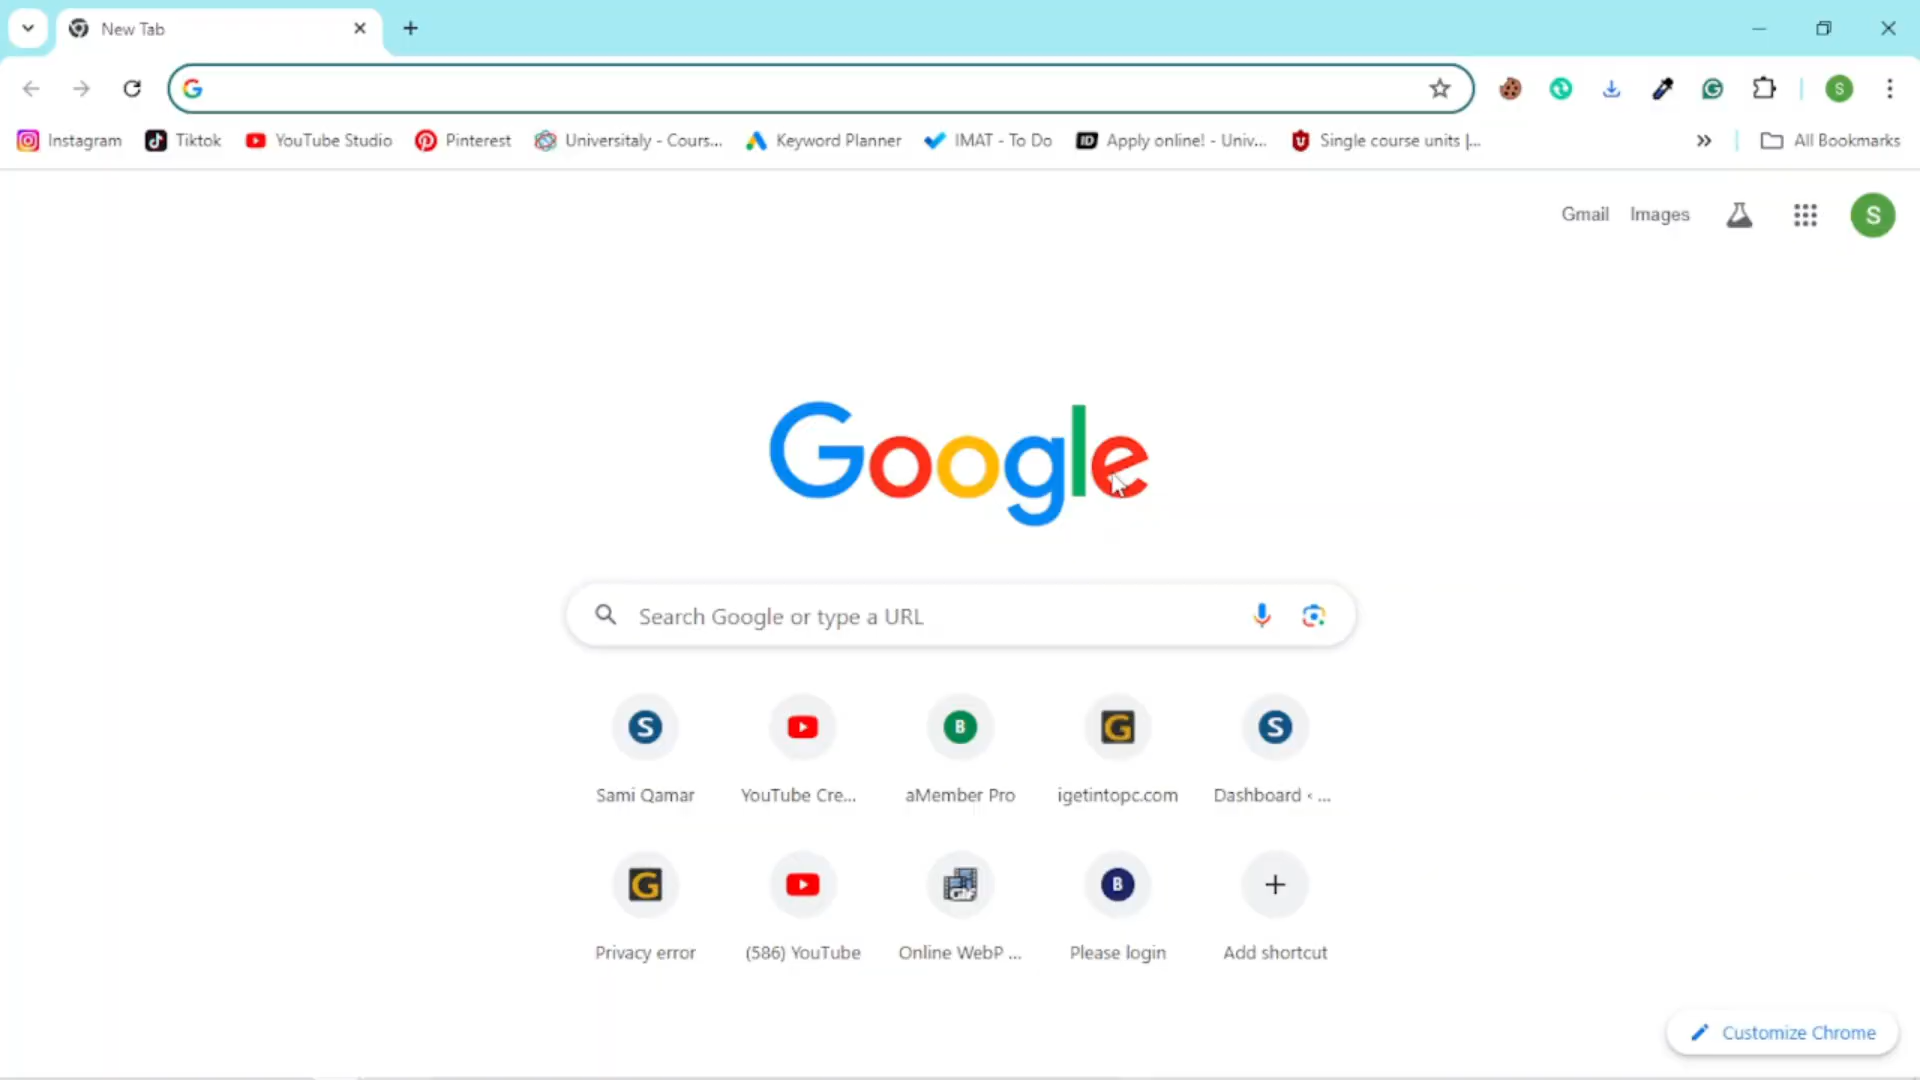 New Tab
Instagram Tiktok YouTube Studio Pinterest Universitaly - Cours... Keyword Planner IMAT - To Do Apply online! - Univ... Single course units |... All Bookmarks
Gmail Images S
Google
Search Google or type a URL
Sami Qamar YouTube Cre... aMember Pro igetintopc.com Dashboard ‹ ...
Privacy error (586) YouTube Online WebP ... Please login Add shortcut
Customize Chrome